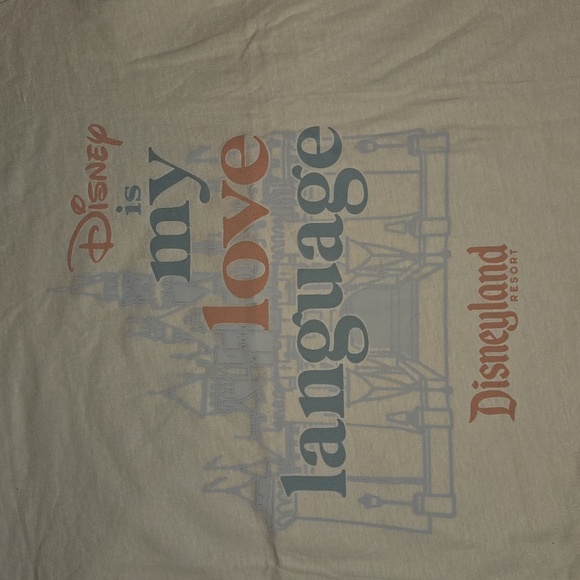 Disney
is
my
love
language
Disneyland
RESORT